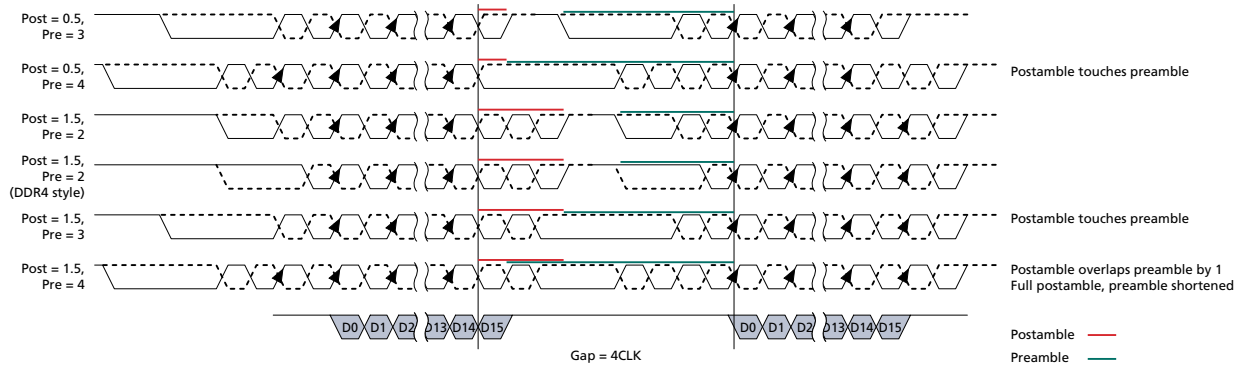 Post = 0.5,
Pre = 3
Post = 0.5,
Pre = 4
Postamble touches preamble
Post = 1.5,
Pre = 2
Post = 1.5,
Pre = 2
(DDR4 style)
Post = 1.5,
Pre = 3
Postamble touches preamble
Post = 1.5,
Pre = 4
Postamble overlaps preamble by 1
Full postamble, preamble shortened
D0 D1 D2 D13 D14 D15 D0 D1 D2 D13 D14 D15
Gap = 4CLK
Postamble
Preamble